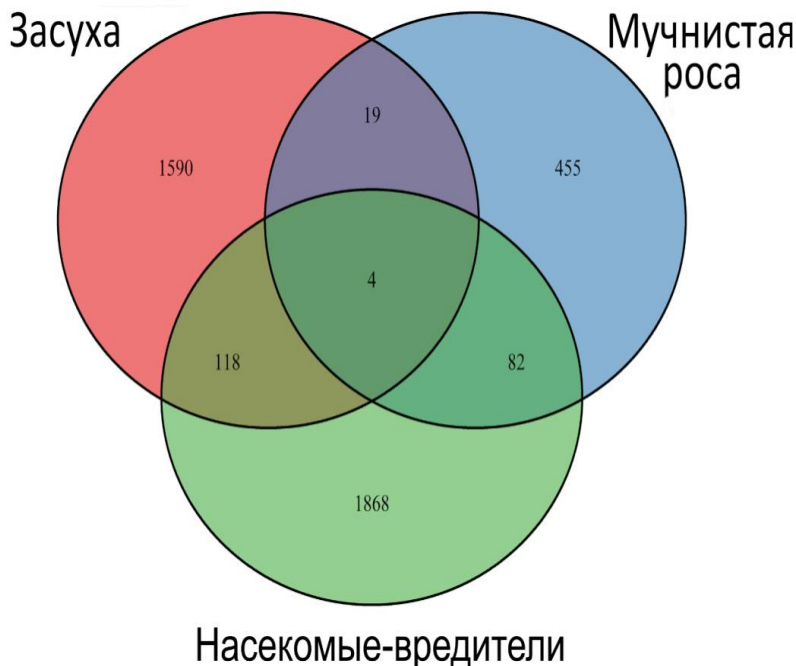 Засуха
Мучнистая
роса
19
1590
455
4
118
82
1868
Насекомые-вредители